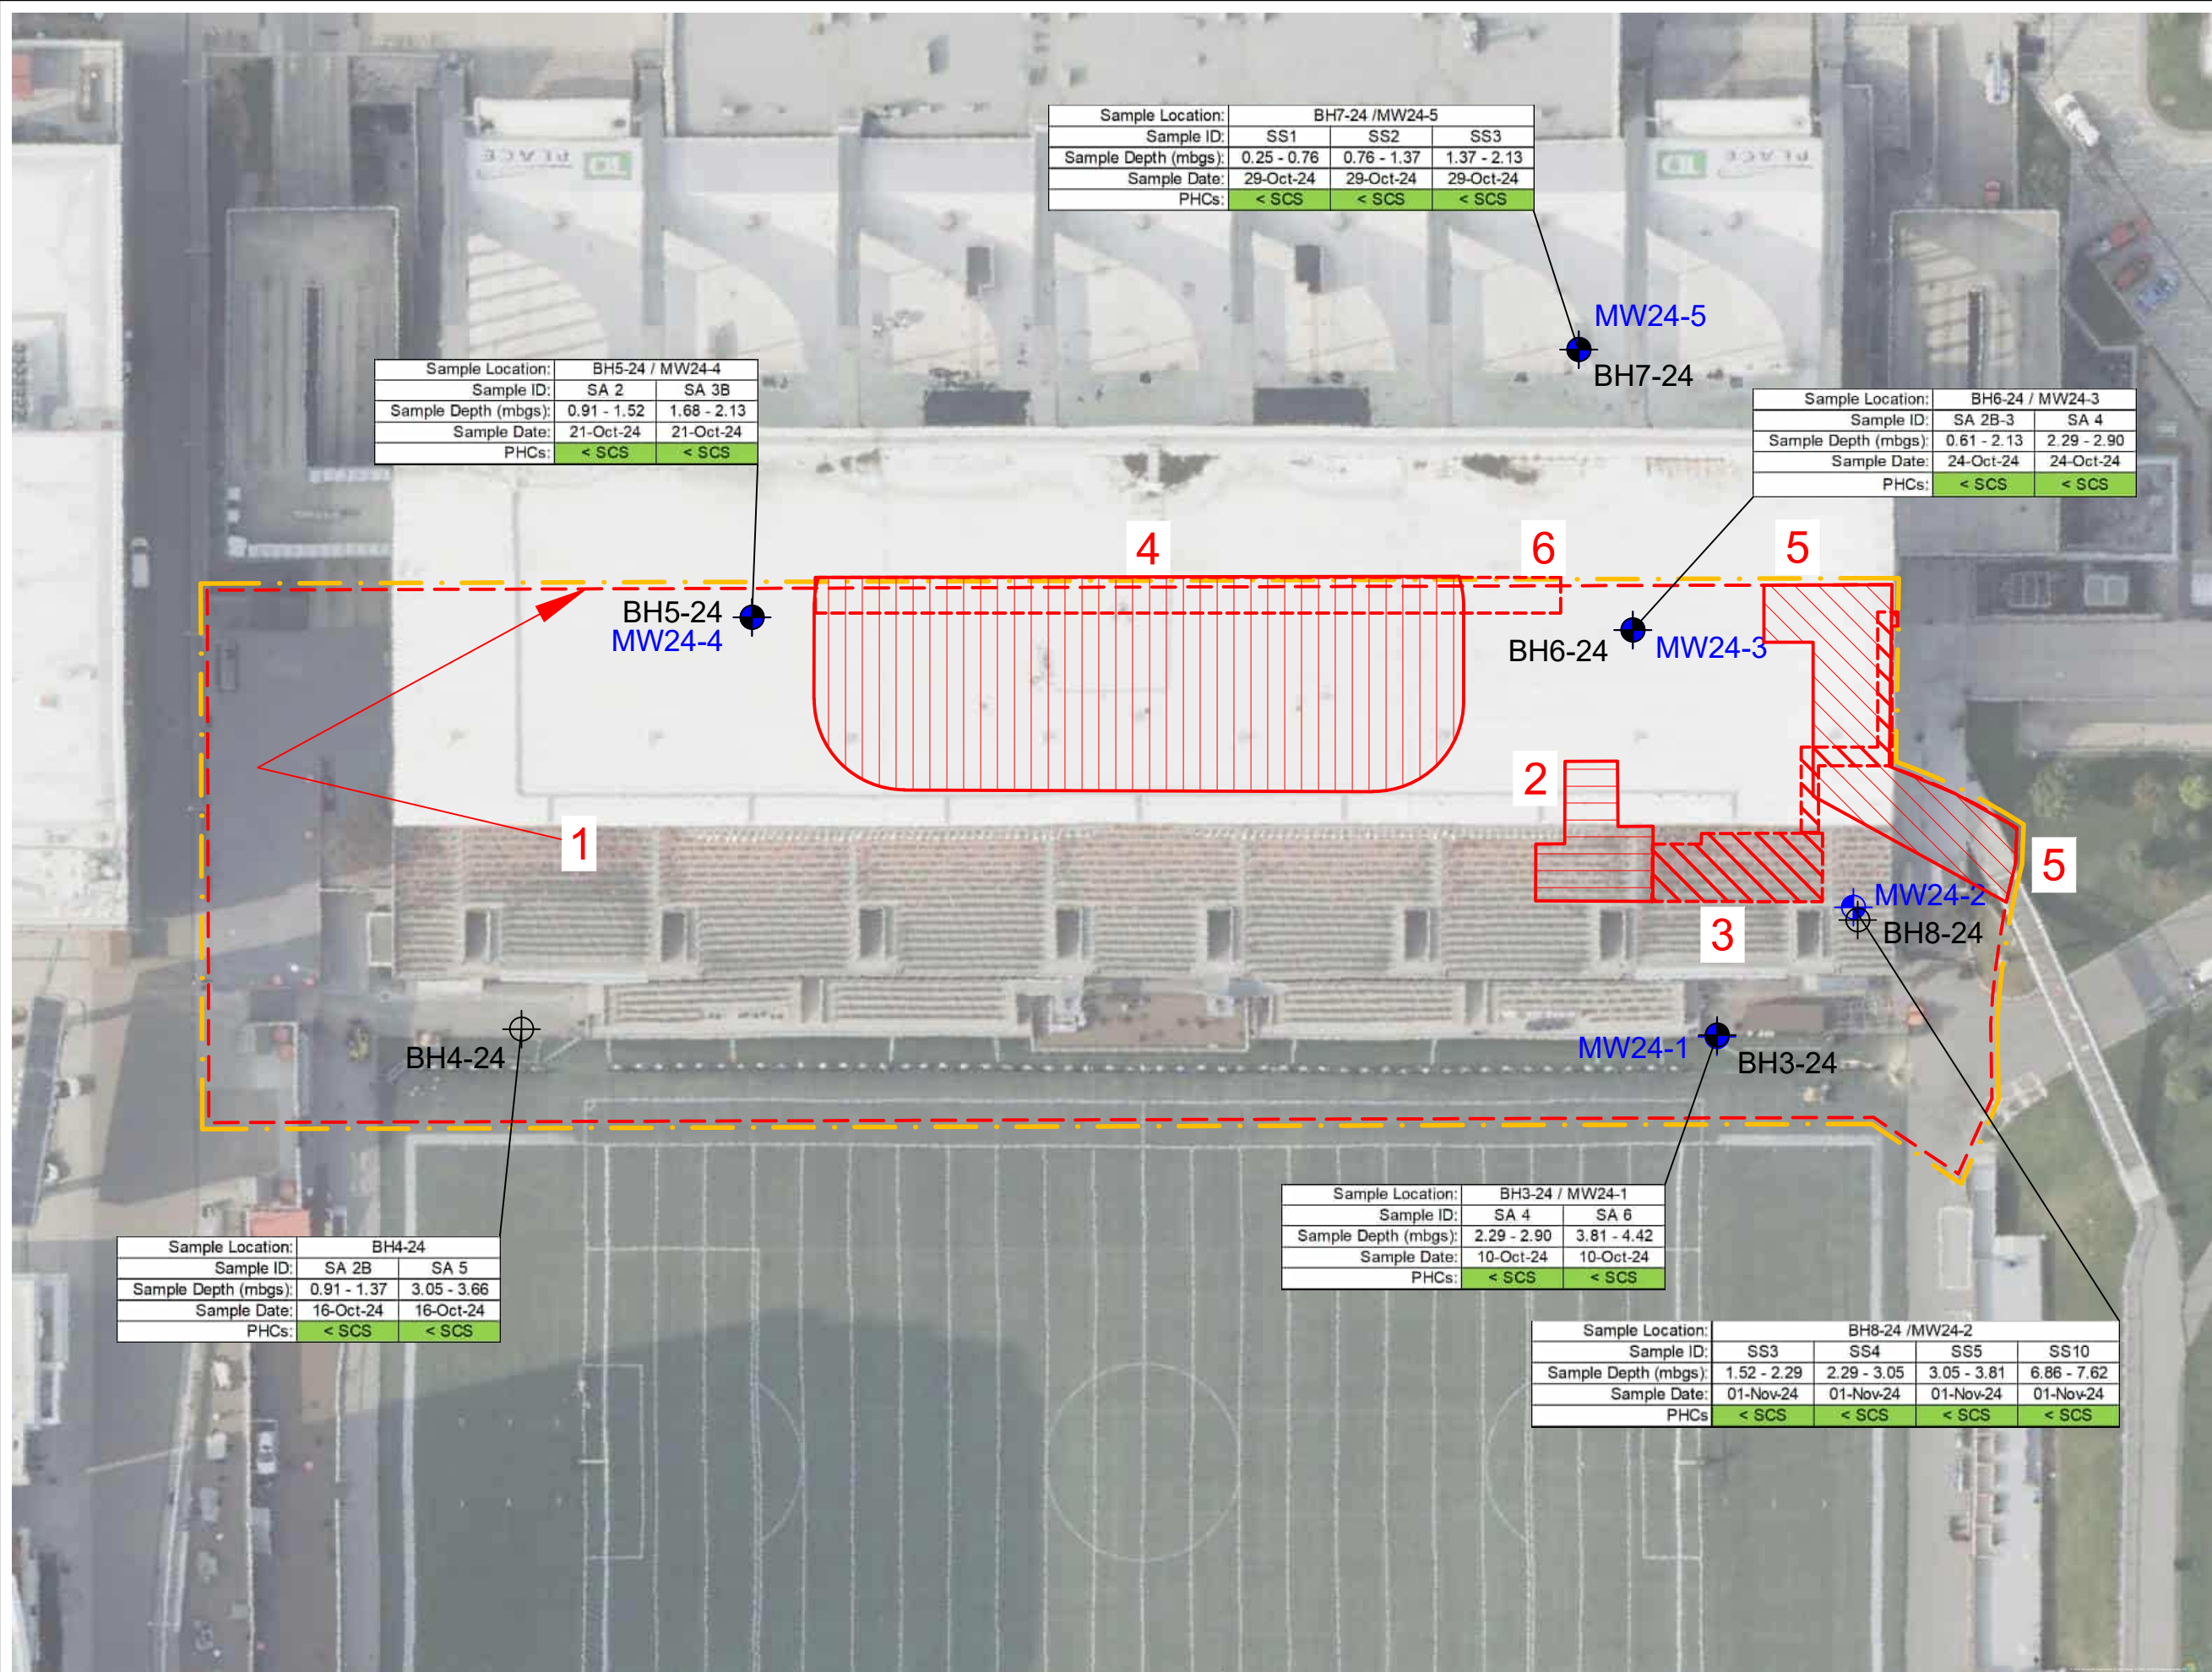 Sample Location: BH7-24 /MW24-5
Sample ID: SS1 SS2 SS3
Sample Depth (mbgs): 0.25 - 0.76 0.76 - 1.37 1.37 - 2.13
Sample Date: 29-Oct-24 29-Oct-24 29-Oct-24
PHCs: < SCS < SCS < SCS
TD PLACE
TD PLACE
MW24-5
BH7-24
Sample Location: BH5-24 / MW24-4
Sample ID: SA 2 SA 3B
Sample Depth (mbgs): 0.91 - 1.52 1.68 - 2.13
Sample Date: 21-Oct-24 21-Oct-24
PHCs: < SCS < SCS
Sample Location: BH6-24 / MW24-3
Sample ID: SA 2B-3 SA 4
Sample Depth (mbgs): 0.61 - 2.13 2.29 - 2.90
Sample Date: 24-Oct-24 24-Oct-24
PHCs: < SCS < SCS
4
6
5
BH5-24
MW24-4
BH6-24
MW24-3
2
1
5
3
MW24-2
BH8-24
BH4-24
MW24-1
BH3-24
Sample Location: BH4-24
Sample ID: SA 2B SA 5
Sample Depth (mbgs): 0.91 - 1.37 3.05 - 3.66
Sample Date: 16-Oct-24 16-Oct-24
PHCs: < SCS < SCS
Sample Location: BH3-24 / MW24-1
Sample ID: SA 4 SA 6
Sample Depth (mbgs): 2.29 - 2.90 3.81 - 4.42
Sample Date: 10-Oct-24 10-Oct-24
PHCs: < SCS < SCS
Sample Location: BH8-24 /MW24-2
Sample ID: SS3 SS4 SS5 SS10
Sample Depth (mbgs): 1.52 - 2.29 2.29 - 3.05 3.05 - 3.81 6.86 - 7.62
Sample Date: 01-Nov-24 01-Nov-24 01-Nov-24 01-Nov-24
PHCs < SCS < SCS < SCS < SCS